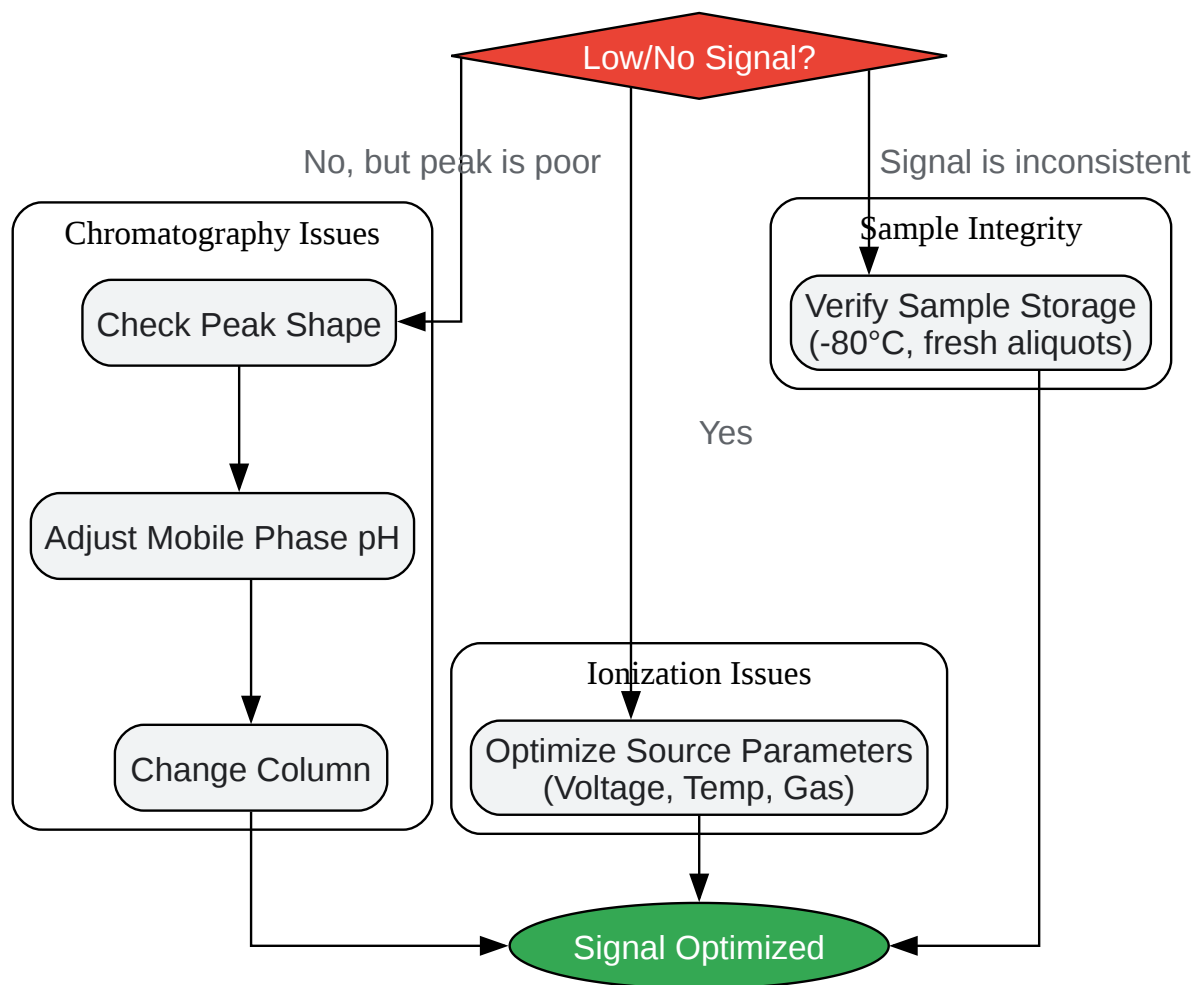 Low/No Signal?
No, but peak is poor
Signal is inconsistent
Chromatography Issues
Sample Integrity
Check Peak Shape
Verify Sample Storage
(-80°C, fresh aliquots)
Yes
Adjust Mobile Phase pH
Ionization Issues
Change Column
Optimize Source Parameters
(Voltage, Temp, Gas)
Signal Optimized